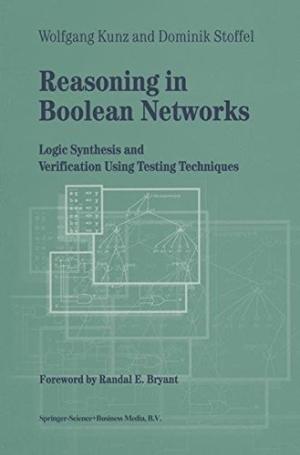 Wolfgang Kunz and Dominik Stoffel
Reasoning in
Boolean Networks
Logic Synthesis and
Verification Using Testing Techniques
Foreword by Randal E. Bryant
Springer-Science+Business Media, B.V.